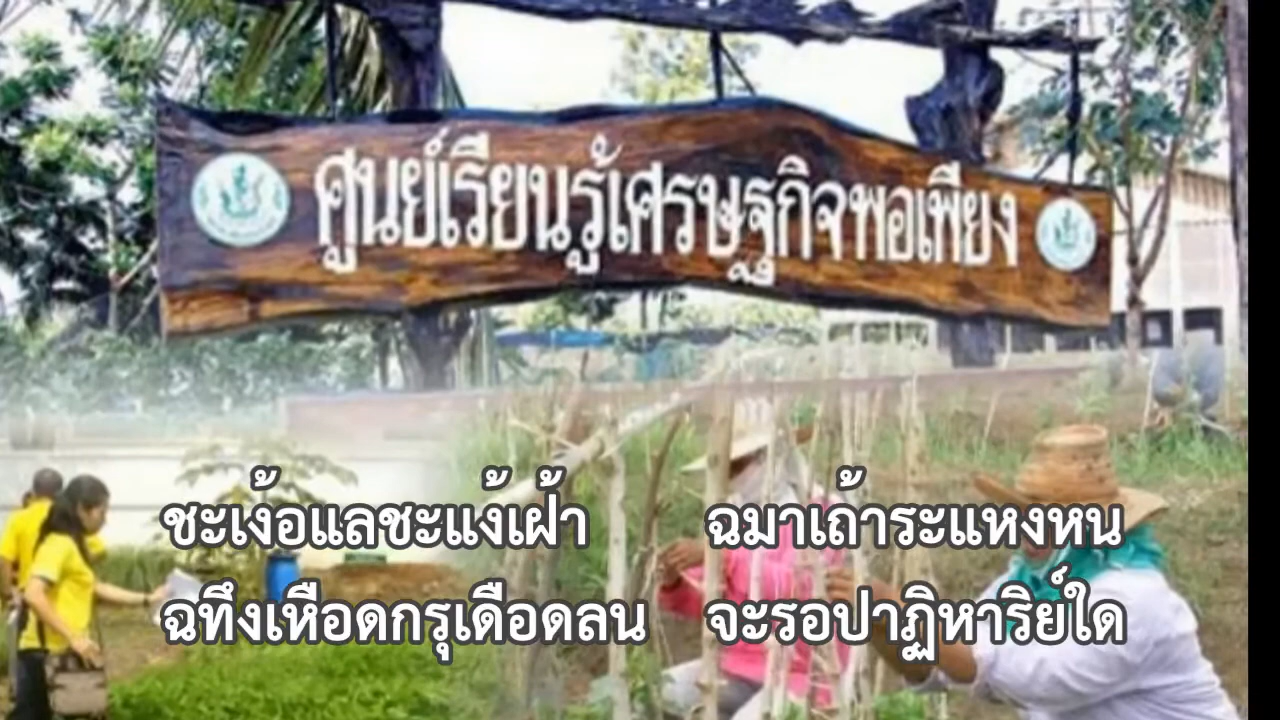 ศูนย์เรียนรู้เศรษฐกิจพอเพียง
ชะเง้อแลชะแง้เฝ้า ฉมาเถ้าระแหงหน
ฉทึงเหือดกรุเดือดลน จะรอปาฏิหาริย์ใด